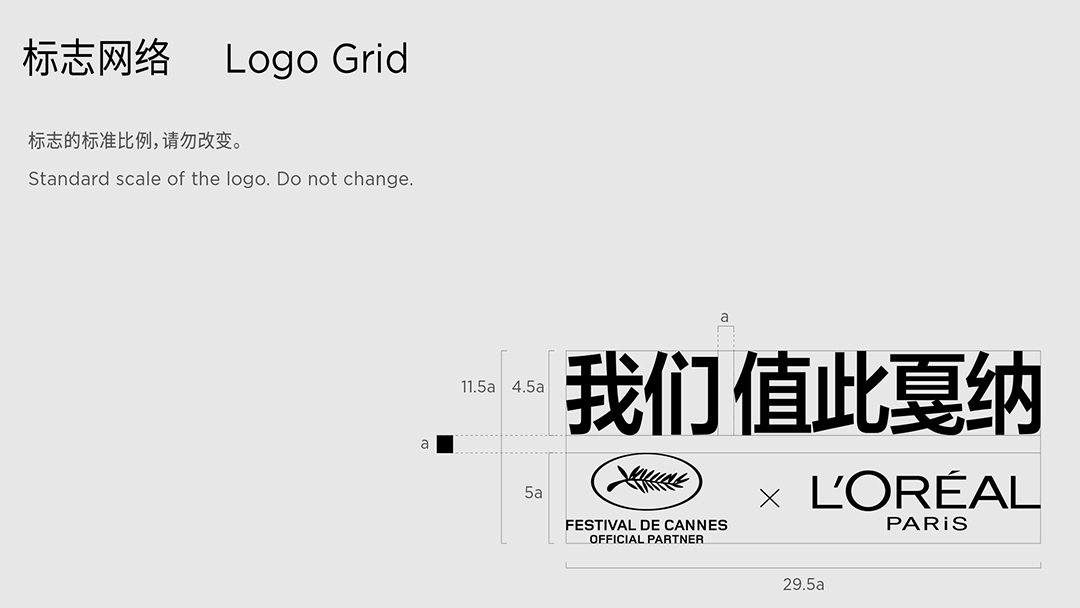 标志网络 Logo Grid
标志的标准比例，请勿改变。
Standard scale of the logo. Do not change.
a
我们 值此戛纳
11.5a 4.5a
a
5a
FESTIVAL DE CANNES
OFFICIAL PARTNER
×
L'ORÉAL
PARiS
29.5a